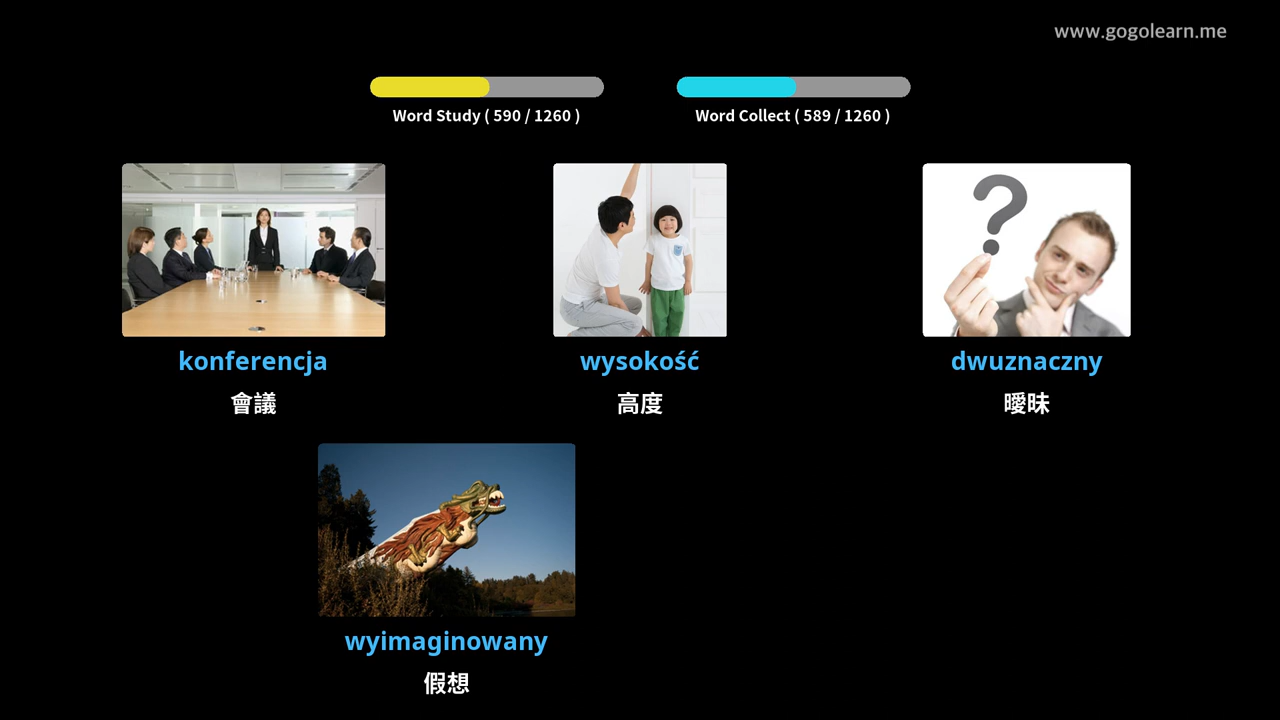 www.gogolearn.me
Word Study ( 590 / 1260 )
Word Collect ( 589 / 1260 )
konferencja
會議
wysokość
高度
dwuznaczny
曖昧
wyimaginowany
假想